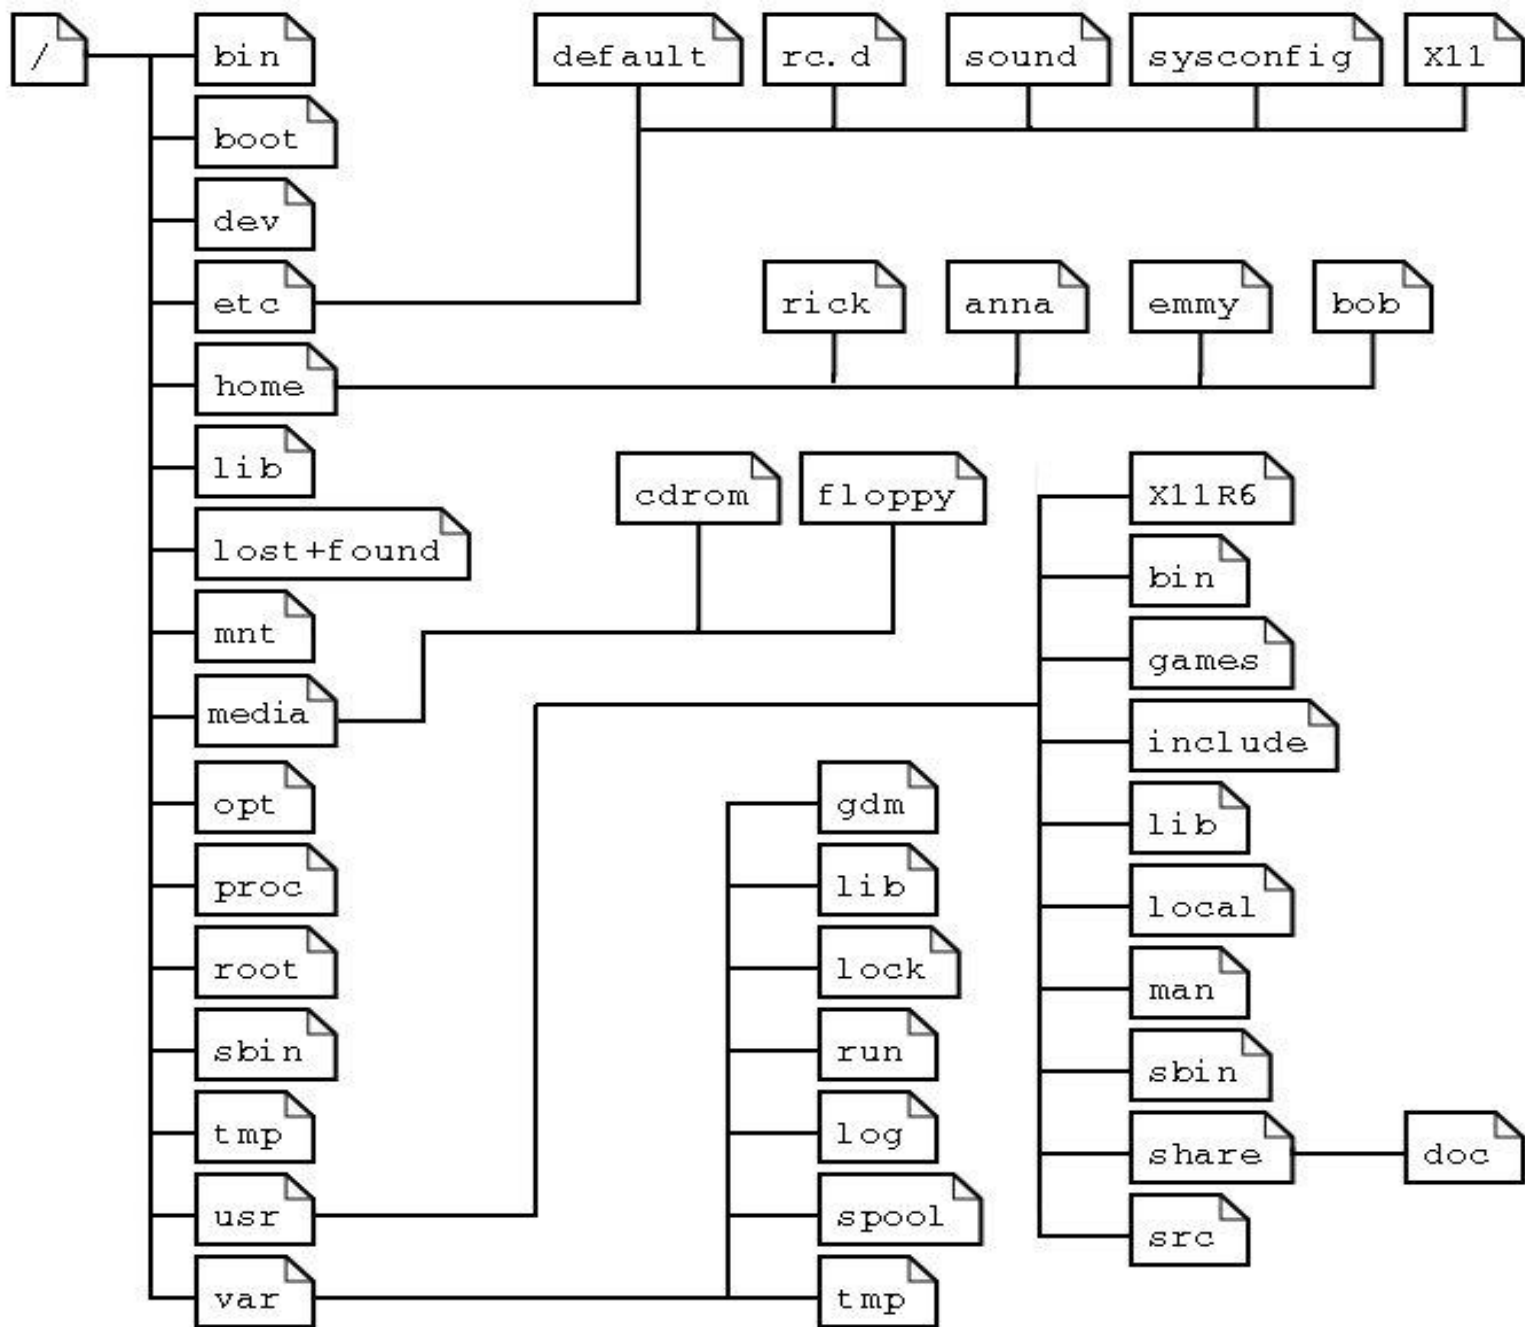 /
bin
default
rc.d
sound
sysconfig
X11
boot
dev
etc
rick
anna
emmy
bob
home
lib
cdrom
floppy
X11R6
lost+found
bin
mnt
games
media
include
opt
gdm
lib
proc
lib
local
root
lock
man
sbin
run
sbin
tmp
log
share
doc
usr
spool
src
var
tmp